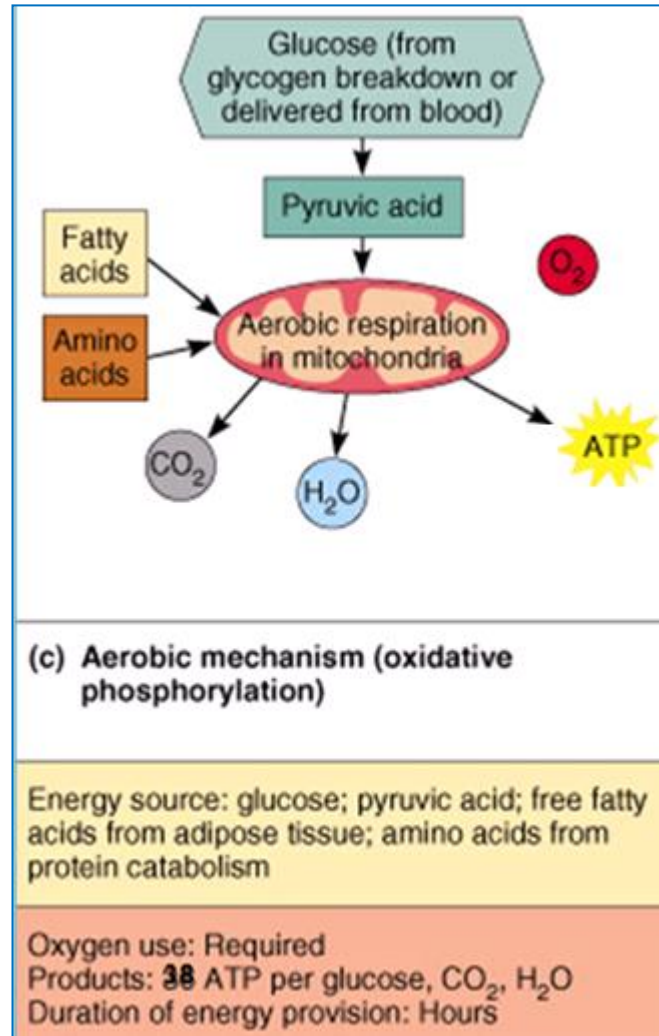 Glucose (from
glycogen breakdown or
delivered from blood)
Pyruvic acid
Fatty
acids
O₂
Aerobic respiration
in mitochondria
Amino
acids
CO₂
H₂O
ATP
(c) Aerobic mechanism (oxidative
phosphorylation)
Energy source: glucose; pyruvic acid; free fatty
acids from adipose tissue; amino acids from
protein catabolism
Oxygen use: Required
Products: 38 ATP per glucose, CO₂, H₂O
Duration of energy provision: Hours